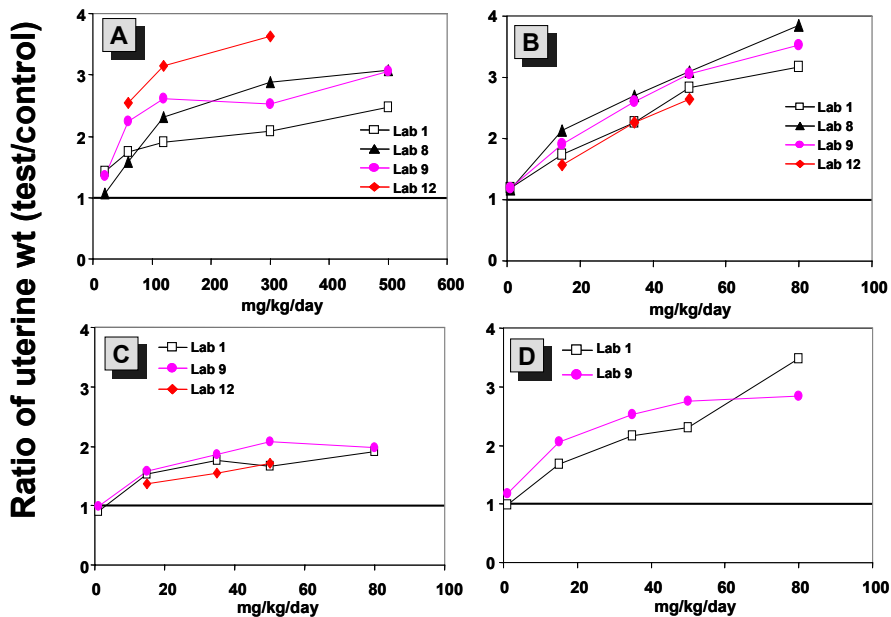 Ratio of uterine wt (test/control)
A
4
3
2
1
0
Lab 1
Lab 8
Lab 9
Lab 12
0 100 200 300 400 500 600
mg/kg/day
B
4
3
2
1
0
Lab 1
Lab 8
Lab 9
Lab 12
0 20 40 60 80 100
mg/kg/day
C
4
3
2
1
0
Lab 1
Lab 9
Lab 12
0 20 40 60 80 100
mg/kg/day
D
4
3
2
1
0
Lab 1
Lab 9
0 20 40 60 80 100
mg/kg/day